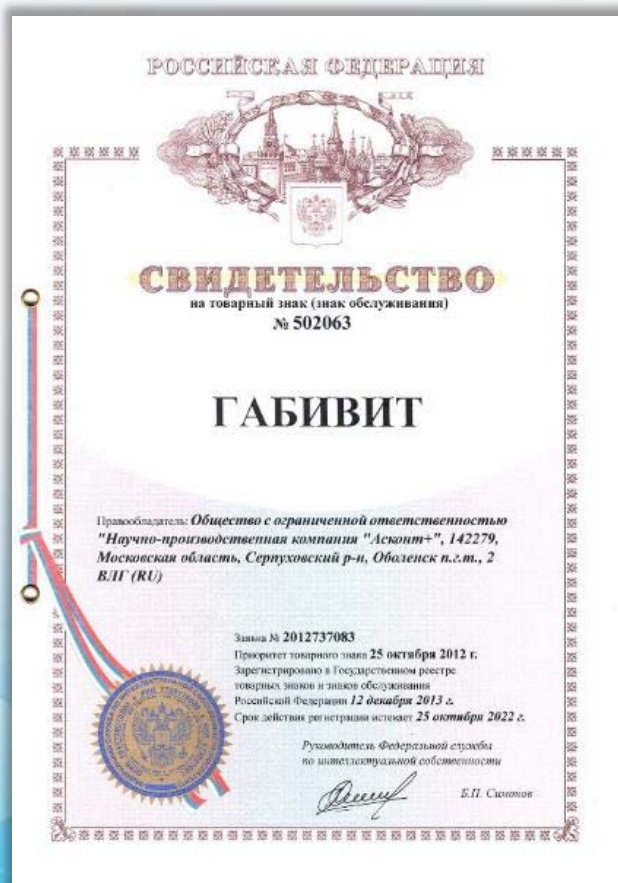 РОССИЙСКАЯ ФЕДЕРАЦИЯ
СВИДЕТЕЛЬСТВО
на товарный знак (знак обслуживания)
№ 502063
ГАБИВИТ
Правообладатель: Общество с ограниченной ответственностью
"Научно-производственная компания "Асконт+", 142279,
Московская область, Серпуховский р-н, Оболенск п.г.т., 2
ВЛГ (RU)
Заявка № 2012737083
Приоритет товарного знака 25 октября 2012 г.
Зарегистрировано в Государственном реестре
товарных знаков и знаков обслуживания
Российской Федерации 12 декабря 2013 г.
Срок действия регистрации истекает 25 октября 2022 г.
Руководитель Федеральной службы
по интеллектуальной собственности
Б.П. Симонов